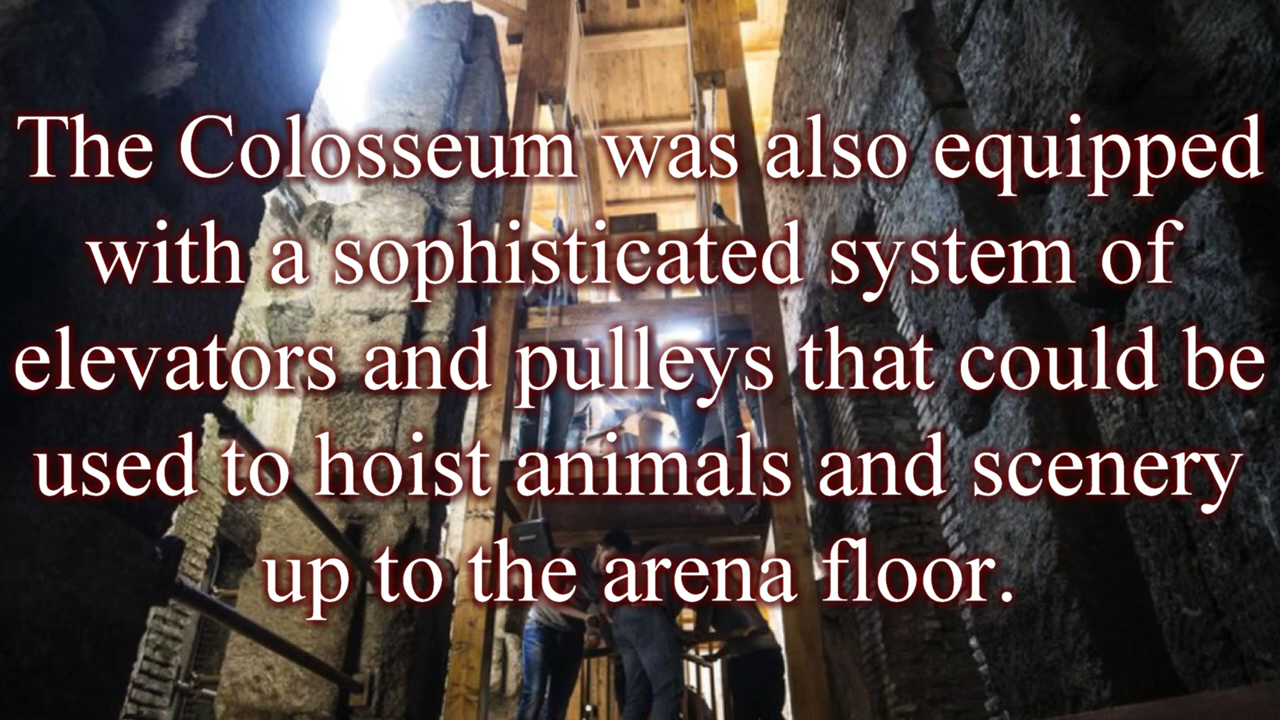 The Colosseum was also equipped
with a sophisticated system of
elevators and pulleys that could be
used to hoist animals and scenery
up to the arena floor.